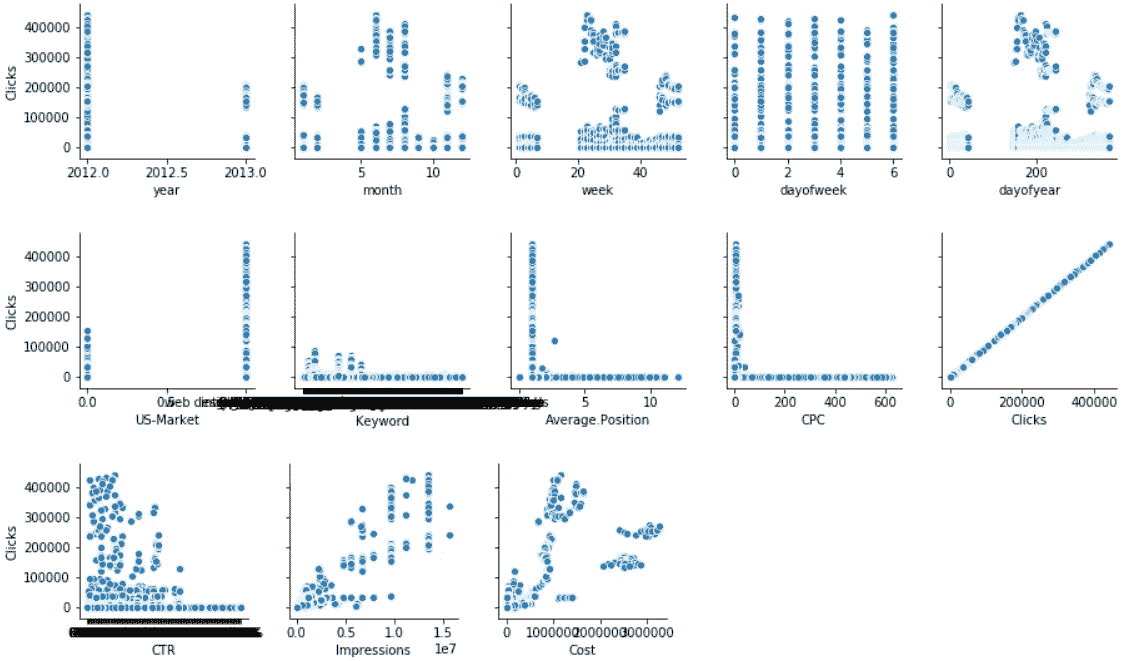 400000
300000
200000
100000
0
Clicks
2012.0 2012.5 2013.0
year
5 10
month
0 20 40
week
0 2 4 6
dayofweek
0 200
dayofyear
400000
300000
200000
100000
0
Clicks
0.0
US-Market
Keyword
5 10
Average.Position
0 200 400 600
CPC
0 200000 400000
Clicks
400000
300000
200000
100000
0
Clicks
CTR
0.0 0.5 1.0 1.5
1e7
Impressions
0 1000000 2000000 3000000
Cost